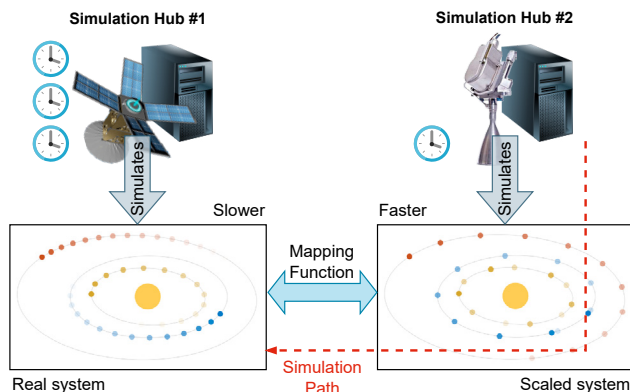 Simulation Hub #1
Simulation Hub #2
Simulates
Simulates
Slower
Faster
Mapping
Function
Simulation
Path
Real system
Scaled system